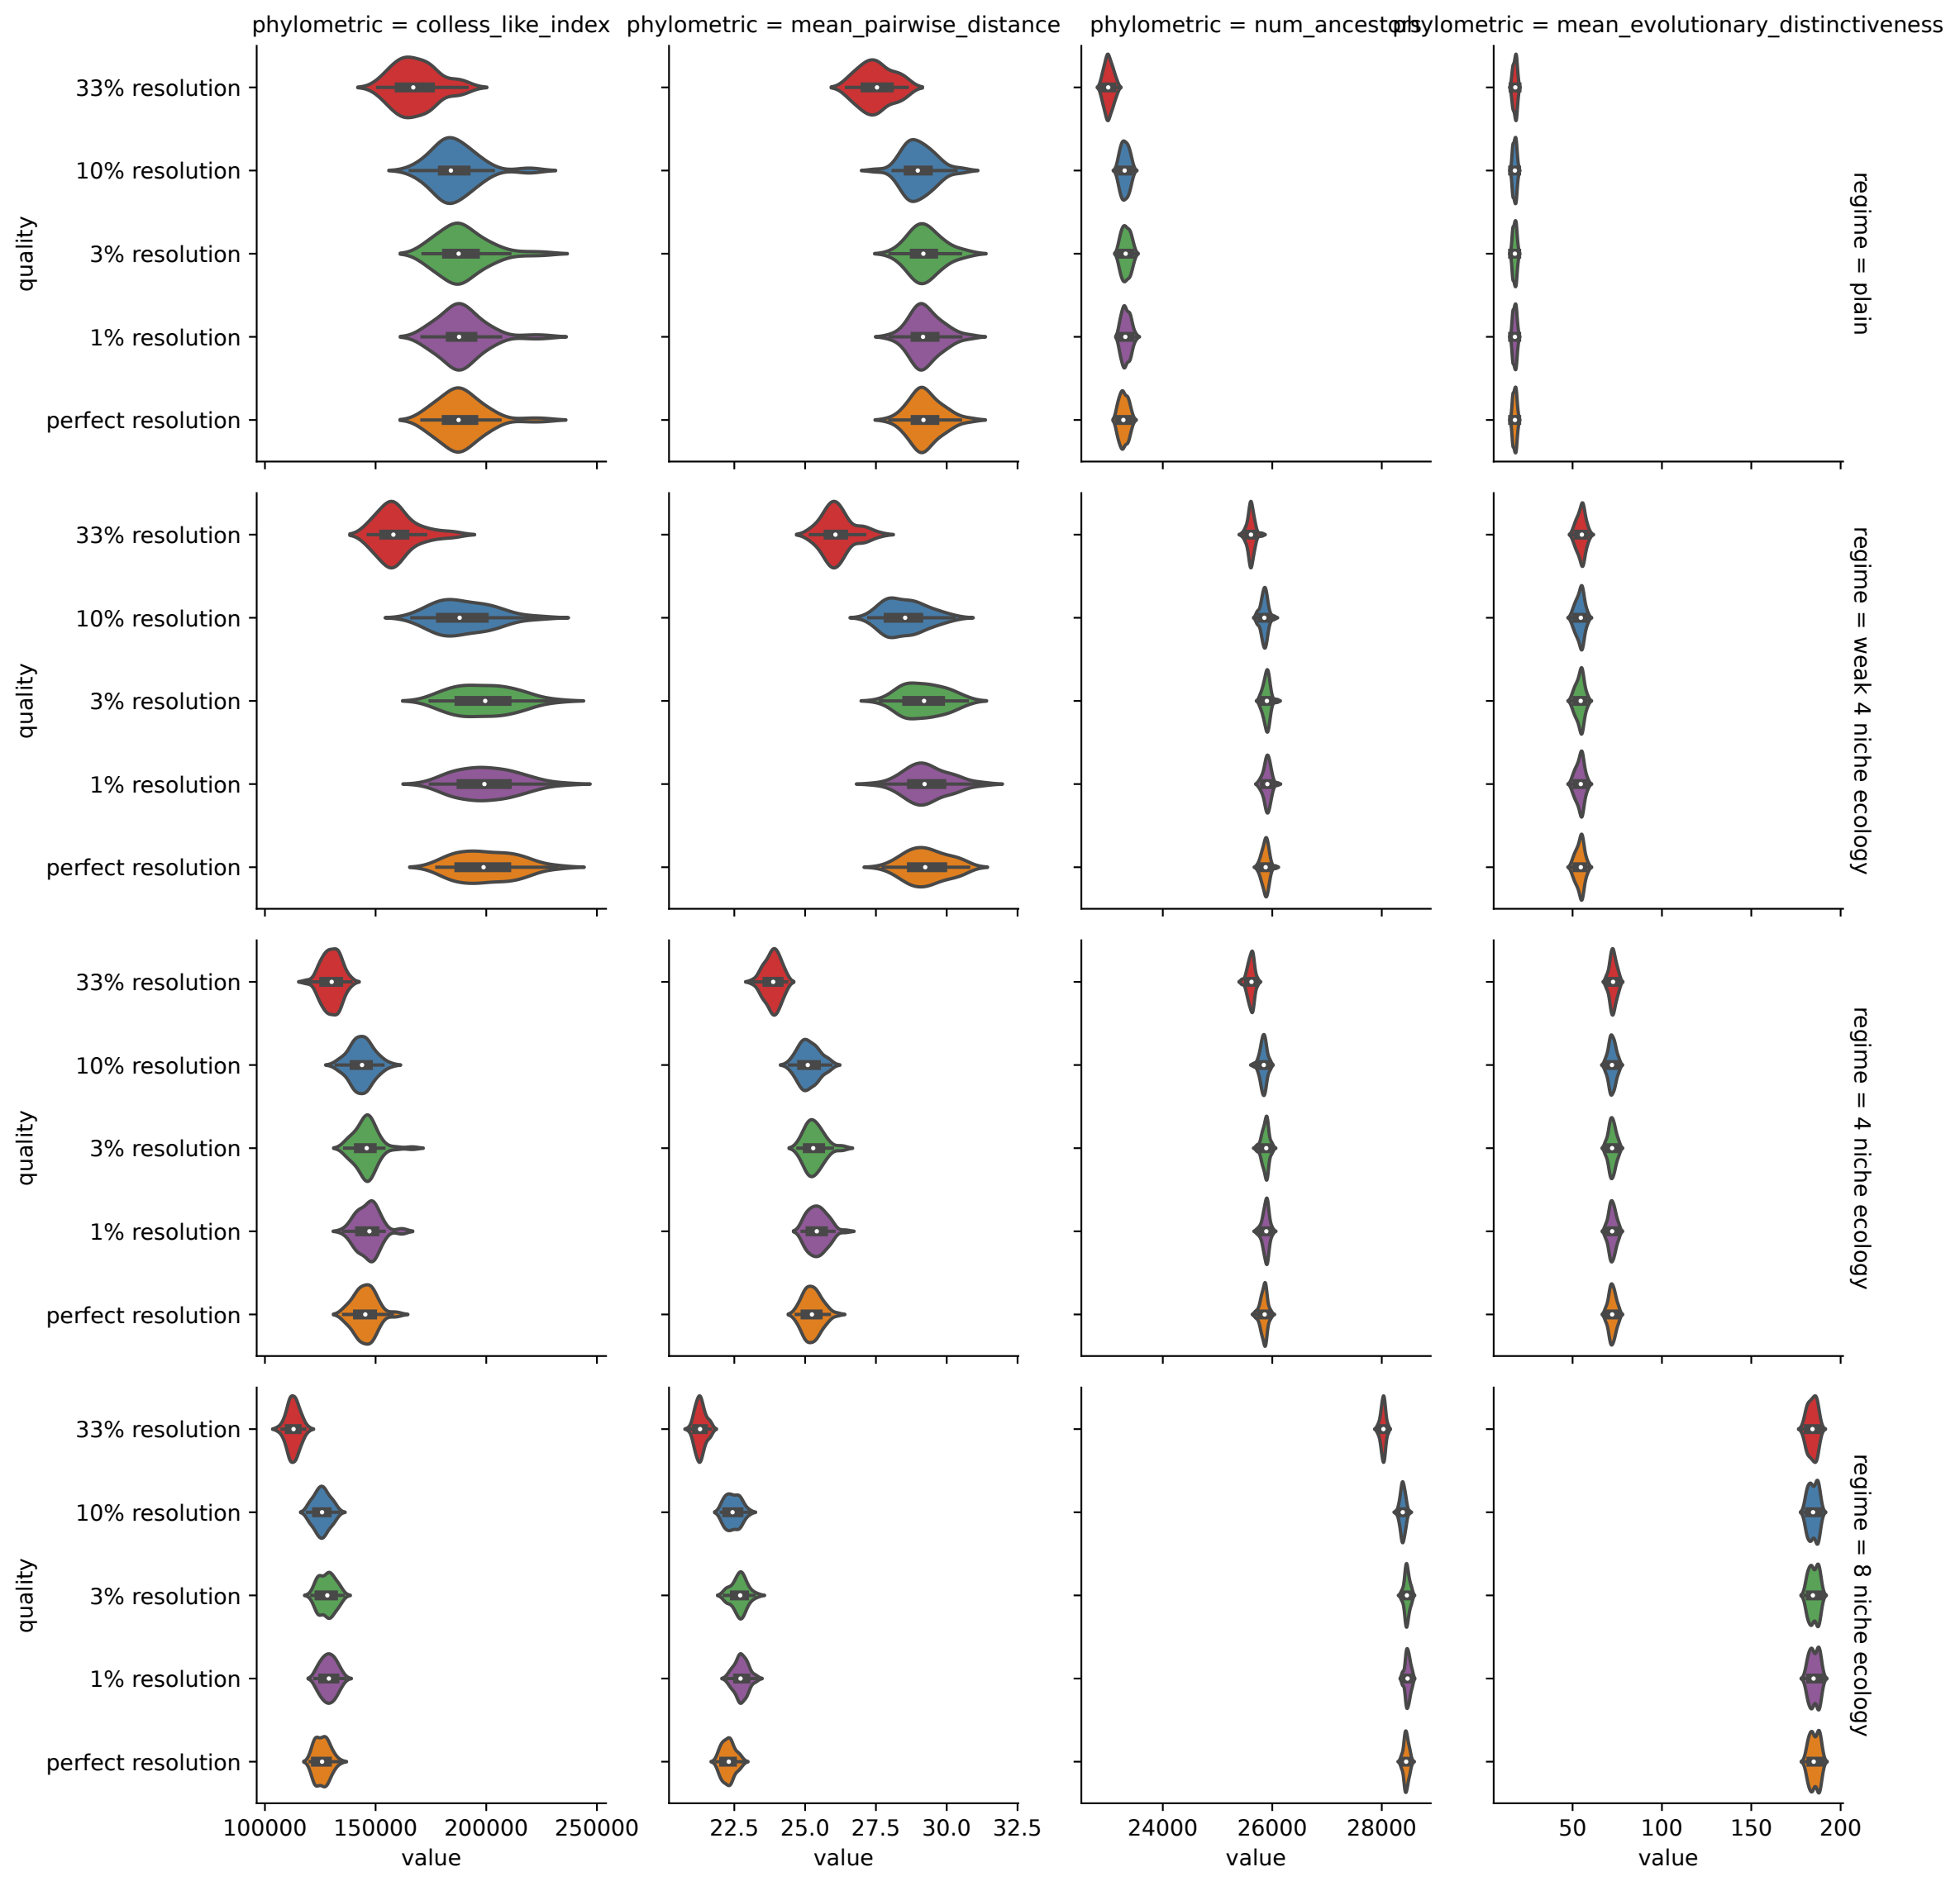 phylometric = colless_like_index
phylometric = mean_pairwise_distance
phylometric = num_ancestors
phylometric = mean_evolutionary_distinctiveness
quality
33% resolution
10% resolution
3% resolution
1% resolution
perfect resolution
regime = plain
quality
33% resolution
10% resolution
3% resolution
1% resolution
perfect resolution
regime = weak 4 niche ecology
quality
33% resolution
10% resolution
3% resolution
1% resolution
perfect resolution
regime = 4 niche ecology
quality
33% resolution
10% resolution
3% resolution
1% resolution
perfect resolution
regime = 8 niche ecology
100000 150000 200000 250000
22.5 25.0 27.5 30.0 32.5
24000 26000 28000
50 100 150 200
value
value
value
value